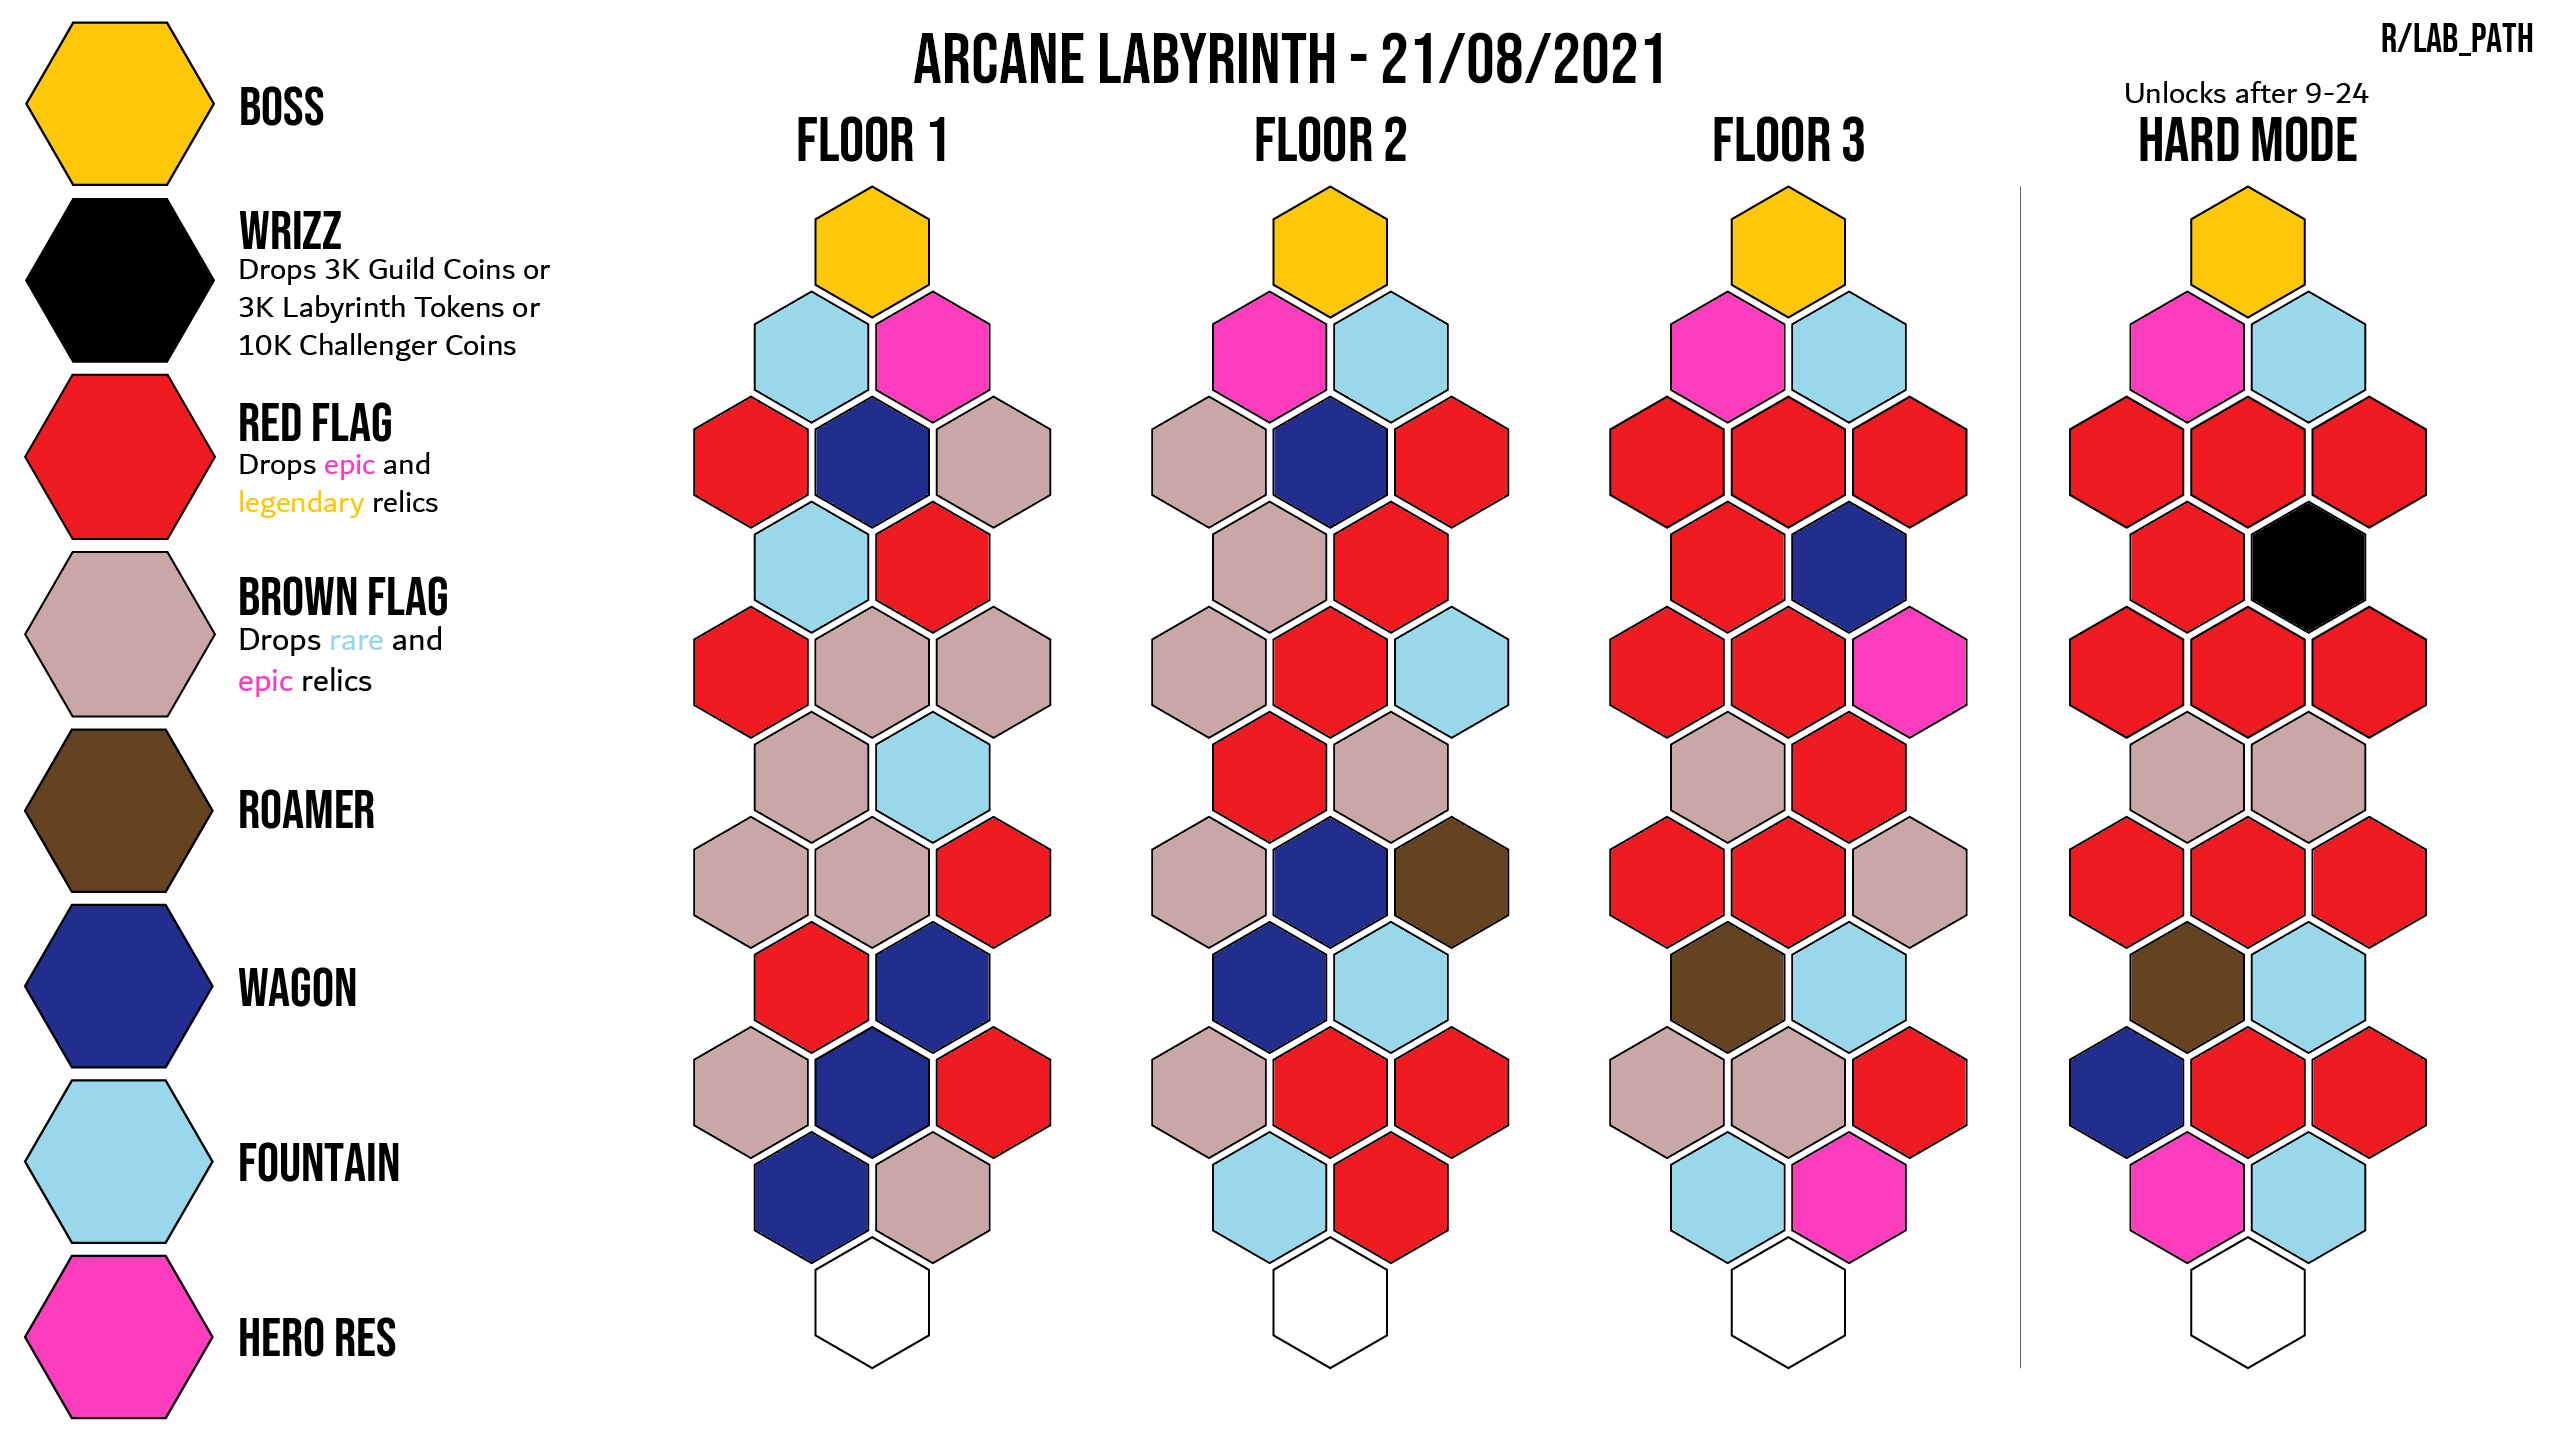 ARCANE LABYRINTH - 21/08/2021
R/LAB_PATH
BOSS
WRIZZ
Drops 3K Guild Coins or
3K Labyrinth Tokens or
10K Challenger Coins
RED FLAG
Drops epic and
legendary relics
BROWN FLAG
Drops rare and
epic relics
ROAMER
WAGON
FOUNTAIN
HERO RES
FLOOR 1
FLOOR 2
FLOOR 3
Unlocks after 9-24
HARD MODE